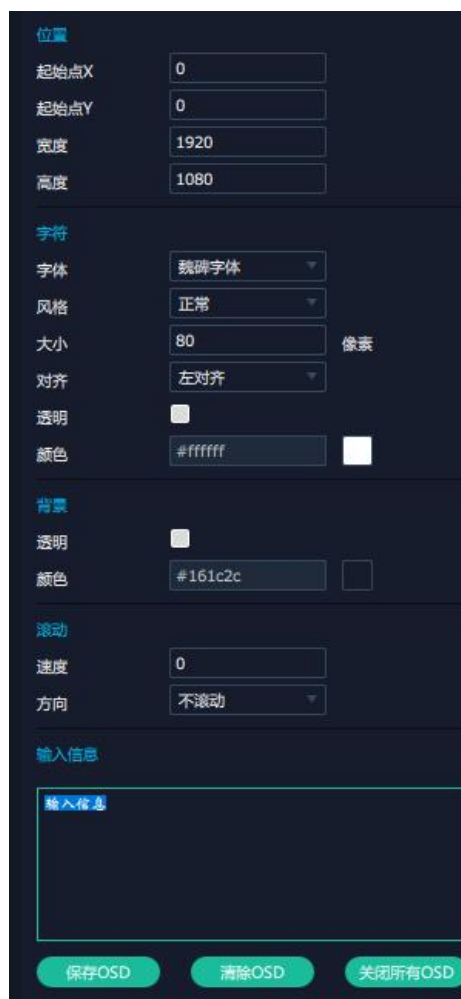 位置
起始点X 0
起始点Y 0
宽度 1920
高度 1080
字符
字体 魏碑字体
风格 正常
大小 80 像素
对齐 左对齐
透明
颜色 #ffffff
背景
透明
颜色 #161c2c
滚动
速度 0
方向 不滚动
输入信息
输入信息
保存OSD 清除OSD 关闭所有OSD